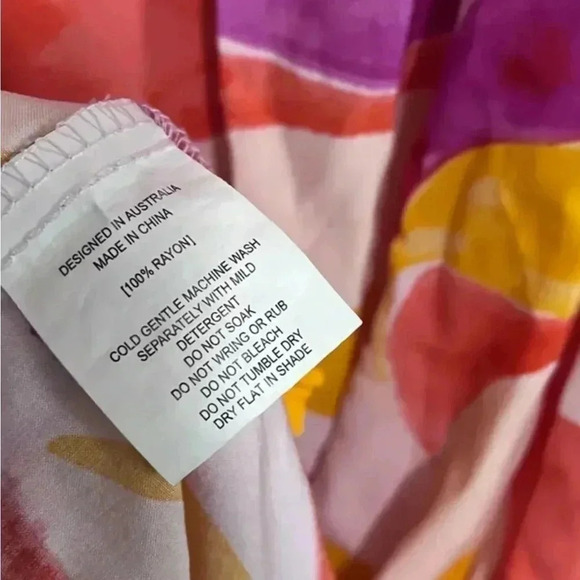 DESIGNED IN AUSTRALIA
MADE IN CHINA
[100% RAYON]
COLD GENTLE MACHINE WASH
SEPARATELY WITH MILD
DETERGENT
DO NOT SOAK
DO NOT WRING OR RUB
DO NOT BLEACH
DO NOT TUMBLE DRY
DRY FLAT IN SHADE